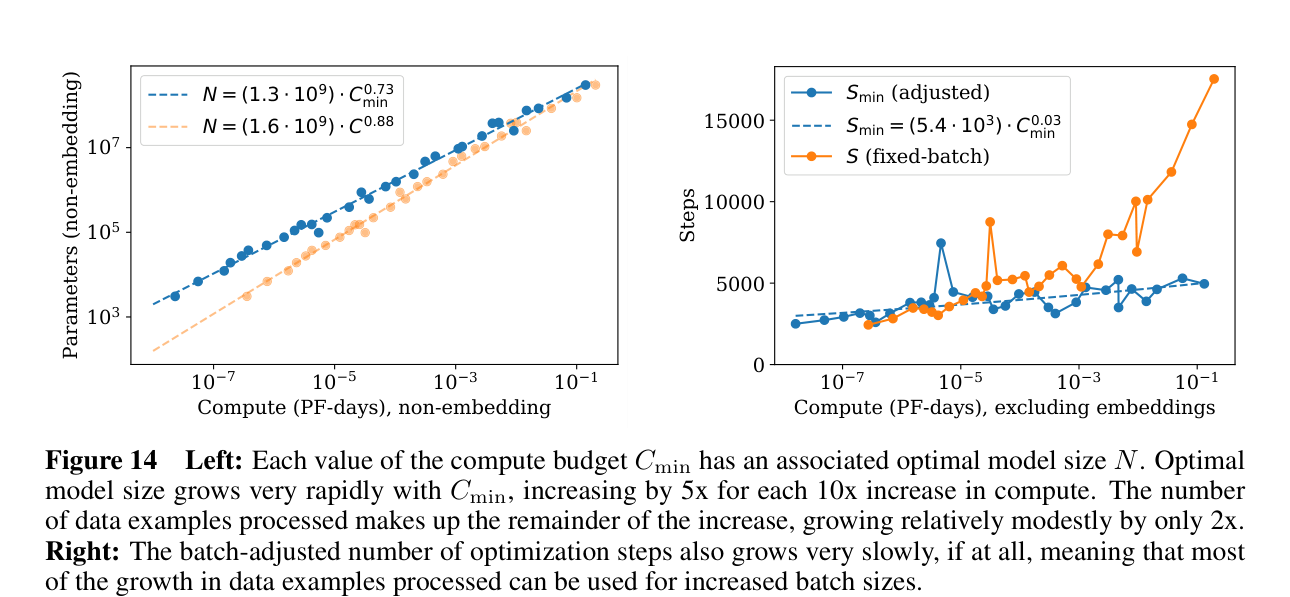 Parameters (non-embedding)
10^7
10^5
10^3
N = (1.3 · 10^9) · C_min^0.73
N = (1.6 · 10^9) · C^0.88
10^−7 10^−5 10^−3 10^−1
Compute (PF-days), non-embedding
Steps
15000
10000
5000
0
S_min (adjusted)
S_min = (5.4 · 10^3) · C_min^0.03
S (fixed-batch)
10^−7 10^−5 10^−3 10^−1
Compute (PF-days), excluding embeddings
Figure 14 Left: Each value of the compute budget C_min has an associated optimal model size N. Optimal
model size grows very rapidly with C_min, increasing by 5x for each 10x increase in compute. The number
of data examples processed makes up the remainder of the increase, growing relatively modestly by only 2x.
Right: The batch-adjusted number of optimization steps also grows very slowly, if at all, meaning that most
of the growth in data examples processed can be used for increased batch sizes.